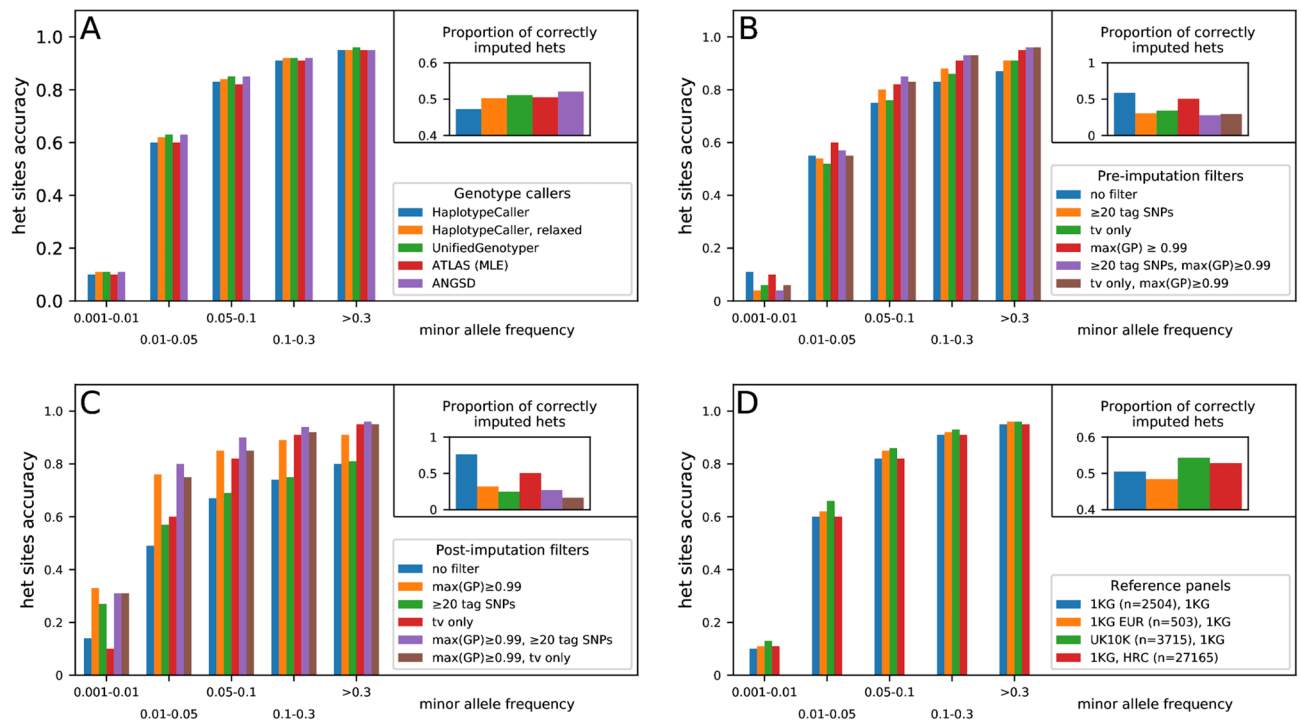 A
het sites accuracy
1.0
0.8
0.6
0.4
0.2
0.0
0.001-0.01
0.01-0.05
0.05-0.1
0.1-0.3
>0.3
minor allele frequency
Proportion of correctly
imputed hets
0.6
0.5
0.4
Genotype callers
HaplotypeCaller
HaplotypeCaller, relaxed
UnifiedGenotyper
ATLAS (MLE)
ANGSD
B
het sites accuracy
1.0
0.8
0.6
0.4
0.2
0
0.001-0.01
0.01-0.05
0.05-0.1
0.1-0.3
>0.3
minor allele frequency
Proportion of correctly
imputed hets
1
0.5
0
Pre-imputation filters
no filter
≥20 tag SNPs
tv only
max(GP) ≥ 0.99
≥20 tag SNPs, max(GP)≥0.99
tv only, max(GP)≥0.99
C
het sites accuracy
1.0
0.8
0.6
0.4
0.2
0
0.001-0.01
0.01-0.05
0.05-0.1
0.1-0.3
>0.3
minor allele frequency
Proportion of correctly
imputed hets
1
0.5
0
Post-imputation filters
no filter
max(GP)≥0.99
≥20 tag SNPs
tv only
max(GP)≥0.99, ≥20 tag SNPs
max(GP)≥0.99, tv only
D
het sites accuracy
1.0
0.8
0.6
0.4
0.2
0
0.001-0.01
0.01-0.05
0.05-0.1
0.1-0.3
>0.3
minor allele frequency
Proportion of correctly
imputed hets
0.6
0.5
0.4
Reference panels
1KG (n=2504), 1KG
1KG EUR (n=503), 1KG
UK10K (n=3715), 1KG
1KG, HRC (n=27165)